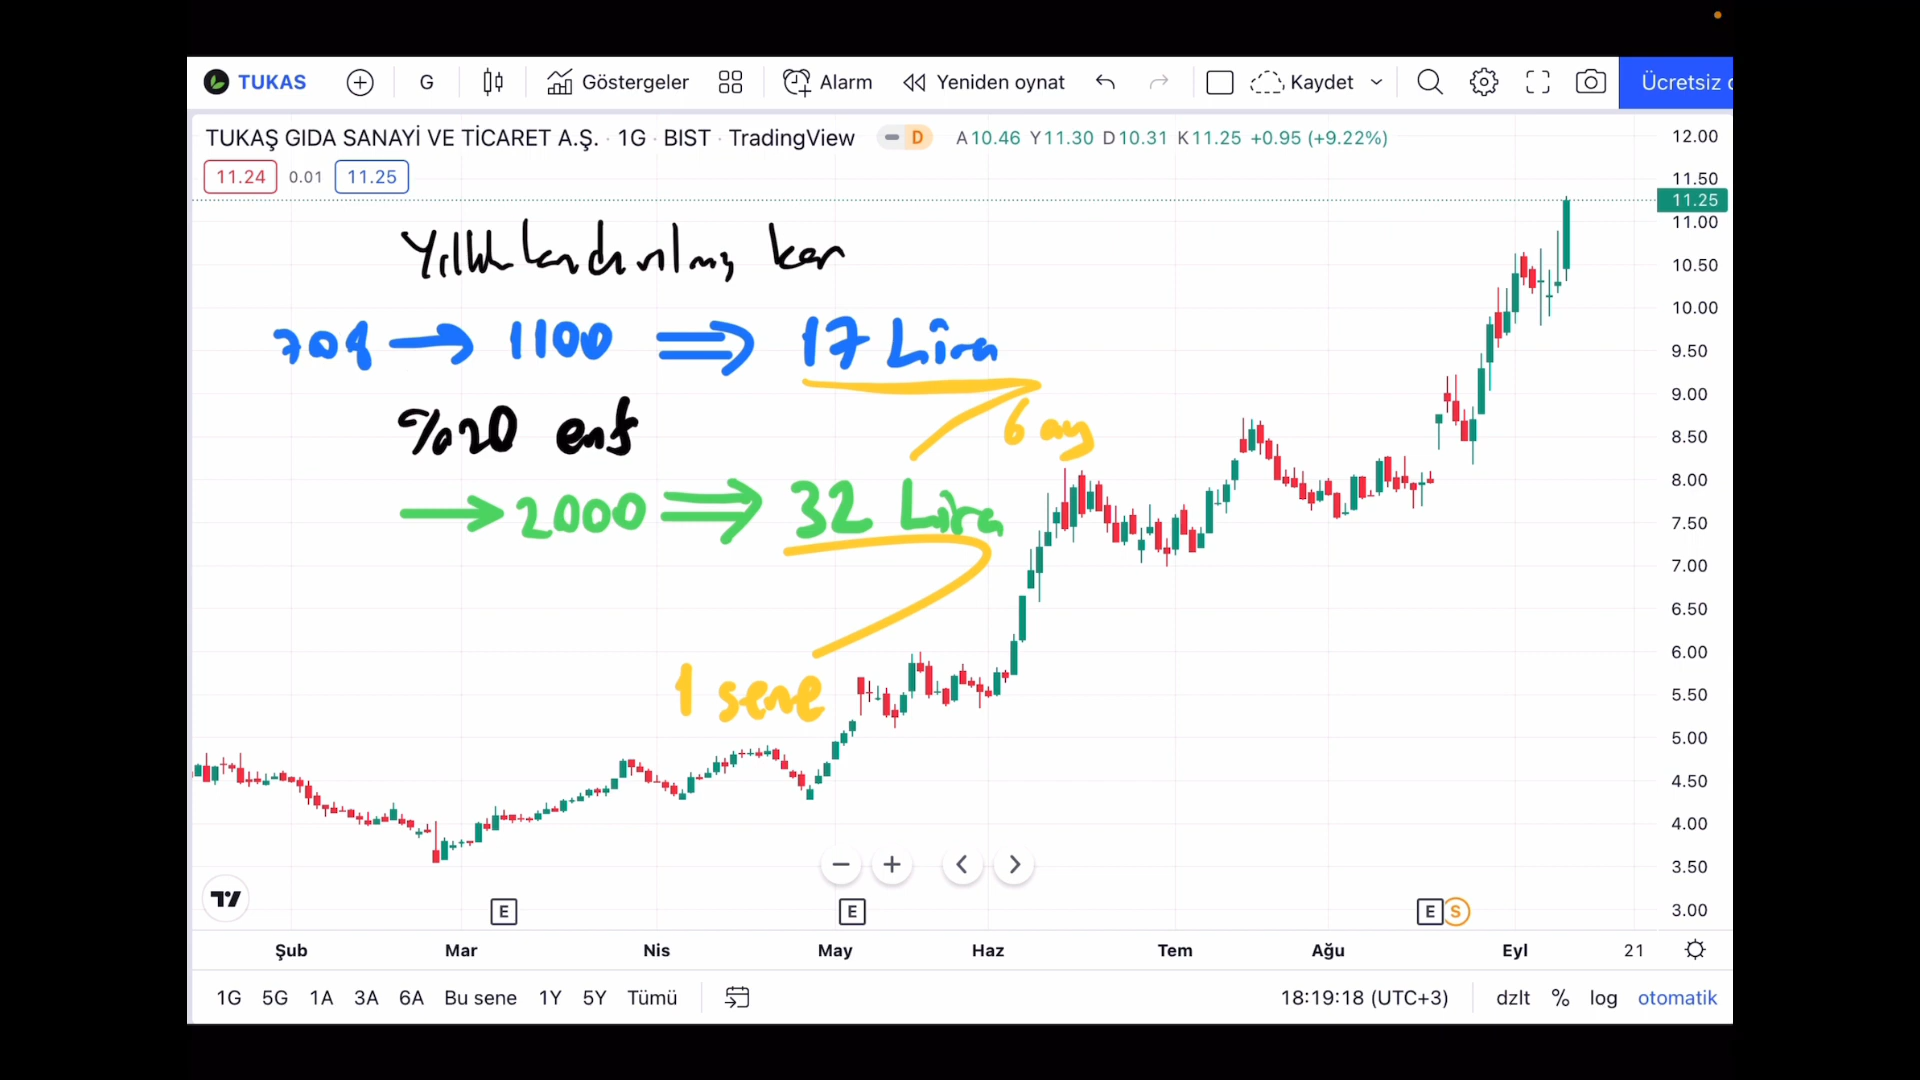 TUKAS G Göstergeler Alarm Yeniden oynat Kaydet Ücretsiz d
TUKAŞ GIDA SANAYİ VE TİCARET A.Ş. · 1G · BIST · TradingView D A10.46 Y11.30 D10.31 K11.25 +0.95 (+9.22%)
11.24 0.01 11.25
12.00
11.50
11.25
11.00
10.50
10.00
9.50
9.00
8.50
8.00
7.50
7.00
6.50
6.00
5.50
5.00
4.50
4.00
3.50
3.00
Yıllıklandırılmış kar
708 → 1100 ⇒ 17 Lira
6 ay
%20 enf
→ 2000 ⇒ 32 Lira
1 sene
E E E S
Şub Mar Nis May Haz Tem Ağu Eyl 21
1G 5G 1A 3A 6A Bu sene 1Y 5Y Tümü 18:19:18 (UTC+3) dzlt % log otomatik